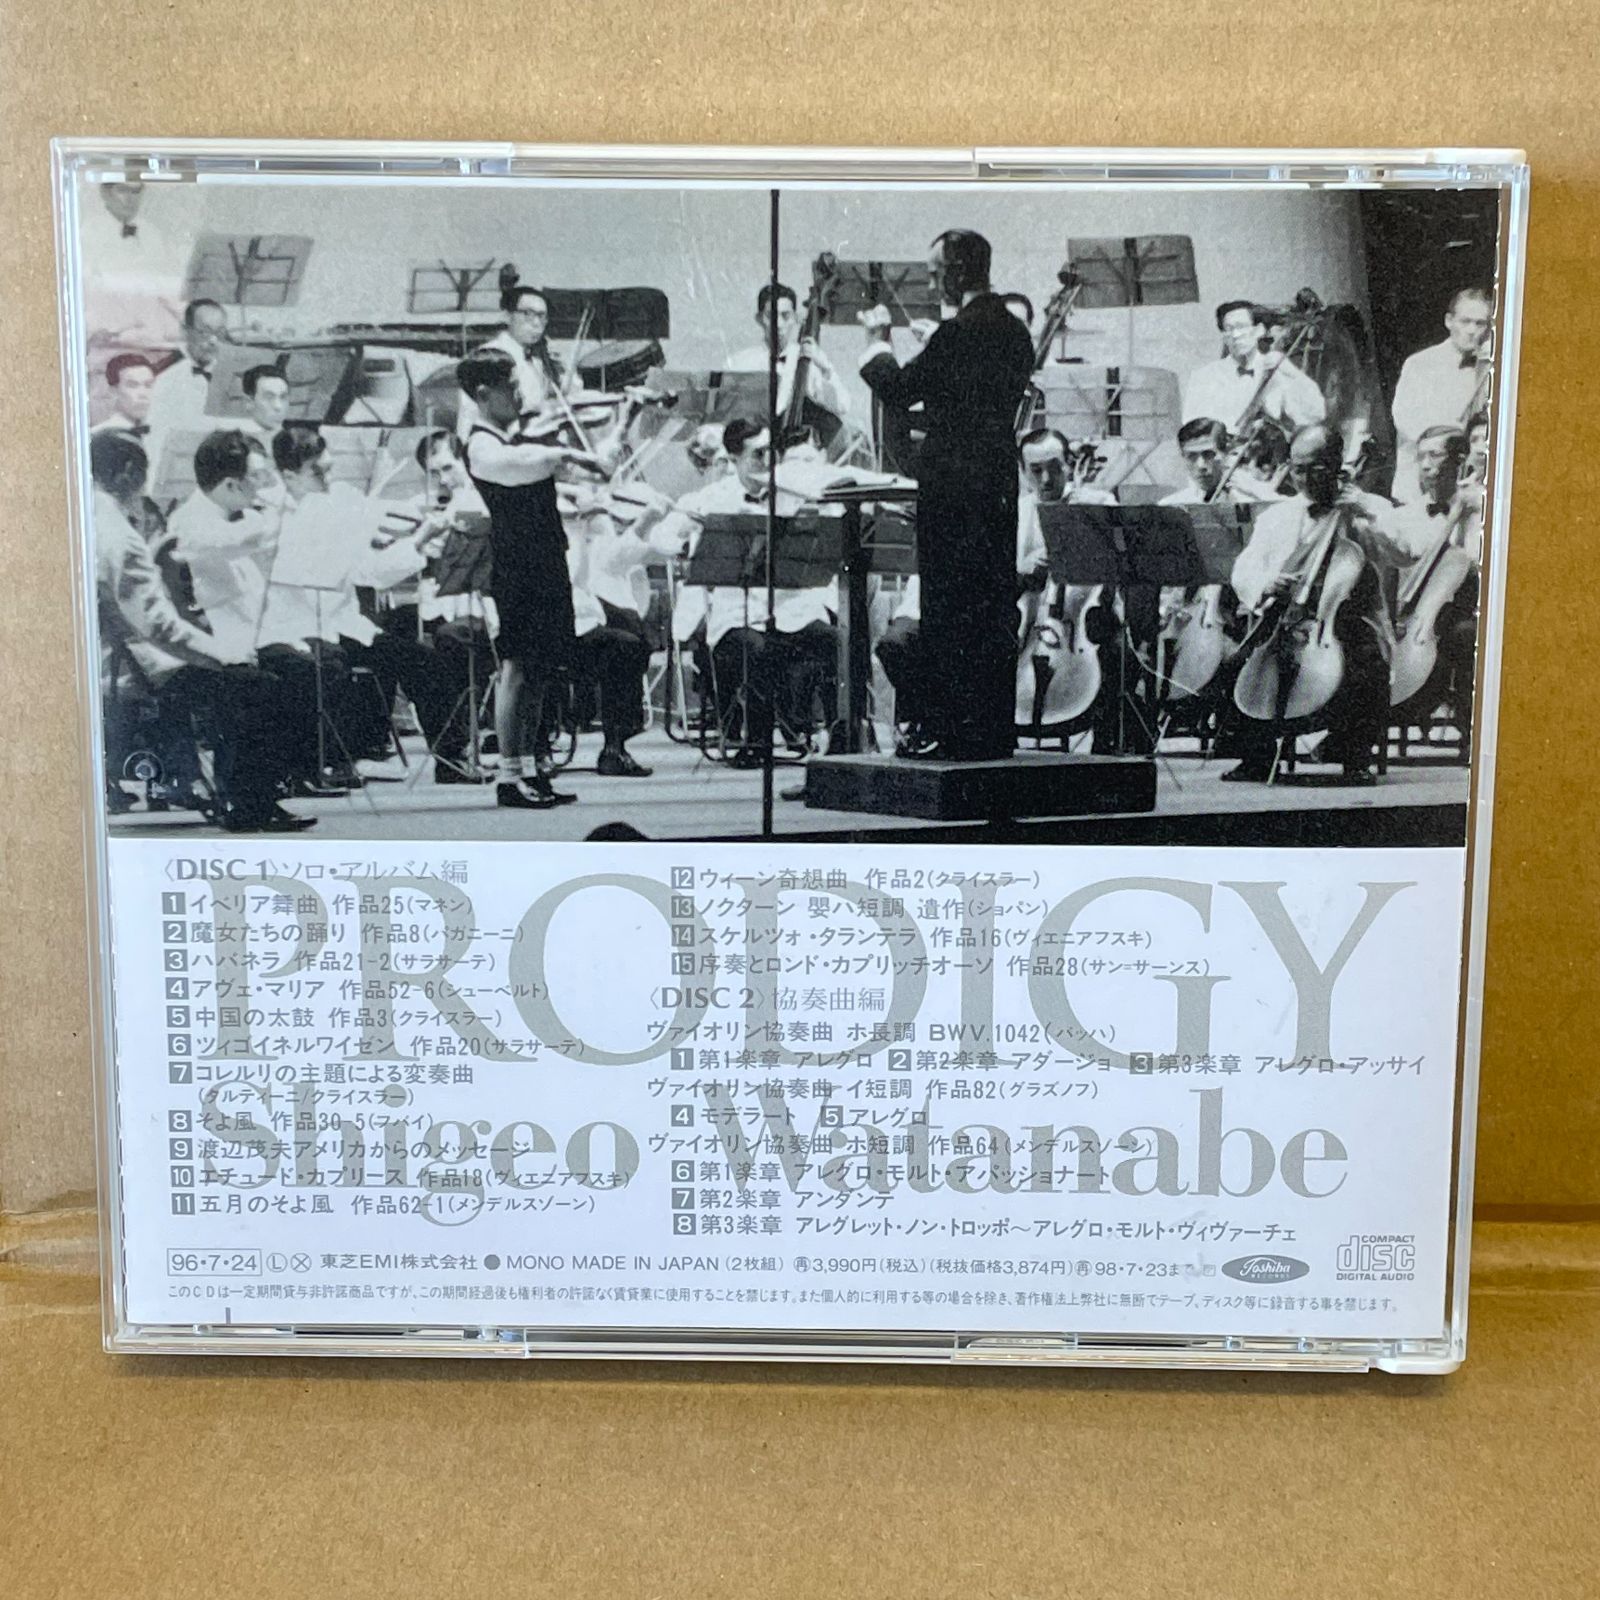 PRODIGY
Shigeo Watanabe
〈DISC 1〉ソロ・アルバム編
1 イベリア舞曲 作品25(マネン)
2 魔女たちの踊り 作品8(パガニーニ)
3 ハバネラ 作品21-2(サラサーテ)
4 アヴェ・マリア 作品52-6(シューベルト)
5 中国の太鼓 作品3(クライスラー)
6 ツィゴイネルワイゼン 作品20(サラサーテ)
7 コレルリの主題による変奏曲
(タルティーニ/クライスラー)
8 そよ風 作品30-5(フバイ)
9 渡辺茂夫アメリカからのメッセージ
10 エチュード・カプリース 作品18(ヴィエニアフスキ)
11 五月のそよ風 作品62-1(メンデルスゾーン)
12 ウィーン奇想曲 作品2(クライスラー)
13 ノクターン 嬰ハ短調 遺作(ショパン)
14 スケルツォ・タランテラ 作品16(ヴィエニアフスキ)
15 序奏とロンド・カプリッチオーソ 作品28(サン=サーンス)
〈DISC 2〉協奏曲編
ヴァイオリン協奏曲 ホ長調 BWV.1042(バッハ)
1 第1楽章 アレグロ 2 第2楽章 アダージョ 3 第3楽章 アレグロ・アッサイ
ヴァイオリン協奏曲 イ短調 作品82(グラズノフ)
4 モデラート 5 アレグロ
ヴァイオリン協奏曲 ホ短調 作品64(メンデルスゾーン)
6 第1楽章 アレグロ・モルト・アパッショナート
7 第2楽章 アンダンテ
8 第3楽章 アレグレット・ノン・トロッポ～アレグロ・モルト・ヴィヴァーチェ
96・7・24 Ⓛ Ⓧ 東芝EMI株式会社 ● MONO MADE IN JAPAN (2枚組) ㊢3,990円(税込)(税抜価格3,874円)㊢98・7・23まで
Toshiba RECORDS
COMPACT disc DIGITAL AUDIO
このCDは一定期間貸与非許諾商品ですが、この期間経過後も権利者の許諾なく賃貸業に使用することを禁じます。また個人的に利用する等の場合を除き、著作権法上弊社に無断でテープ、ディスク等に録音する事を禁じます。